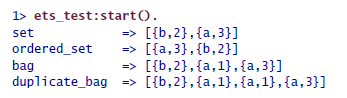 1> ets_test:start().
set          => [{b,2},{a,3}]
ordered_set  => [{a,3},{b,2}]
bag          => [{b,2},{a,1},{a,3}]
duplicate_bag => [{b,2},{a,1},{a,1},{a,3}]